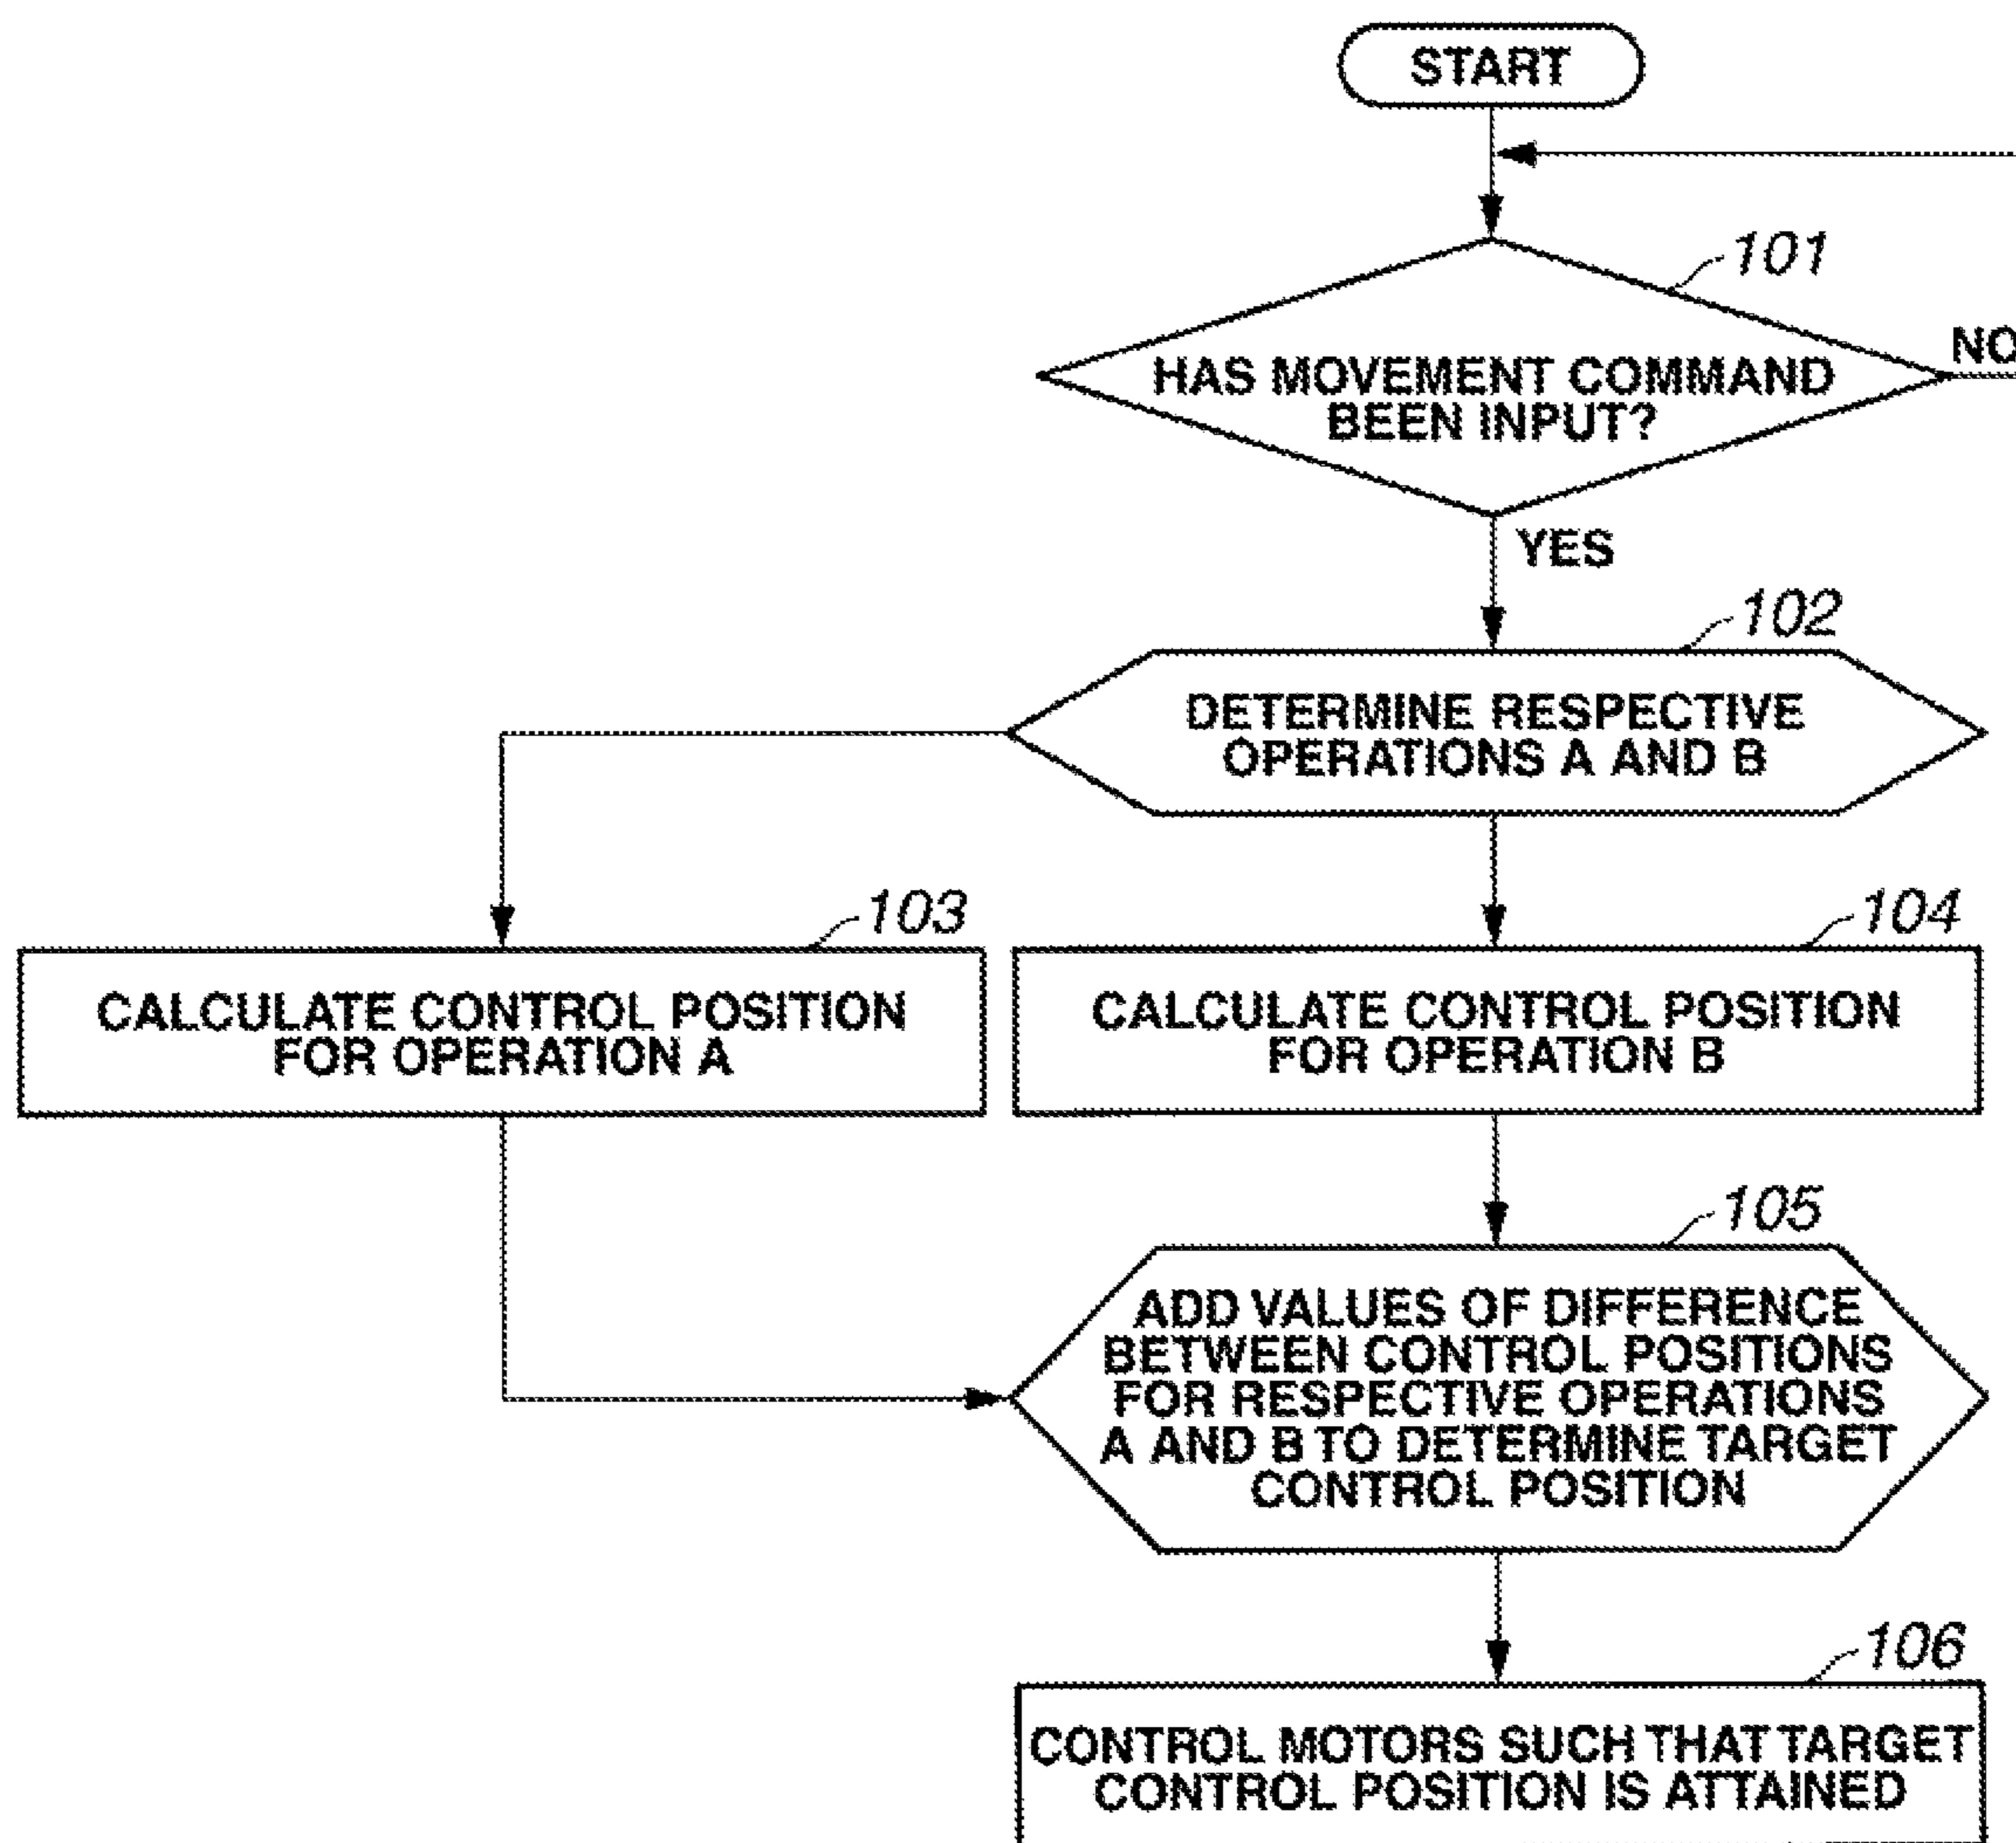 START
101
HAS MOVEMENT COMMAND
BEEN INPUT?
NO
YES
102
DETERMINE RESPECTIVE
OPERATIONS A AND B
103
CALCULATE CONTROL POSITION
FOR OPERATION A
104
CALCULATE CONTROL POSITION
FOR OPERATION B
105
ADD VALUES OF DIFFERENCE
BETWEEN CONTROL POSITIONS
FOR RESPECTIVE OPERATIONS
A AND B TO DETERMINE TARGET
CONTROL POSITION
106
CONTROL MOTORS SUCH THAT TARGET
CONTROL POSITION IS ATTAINED